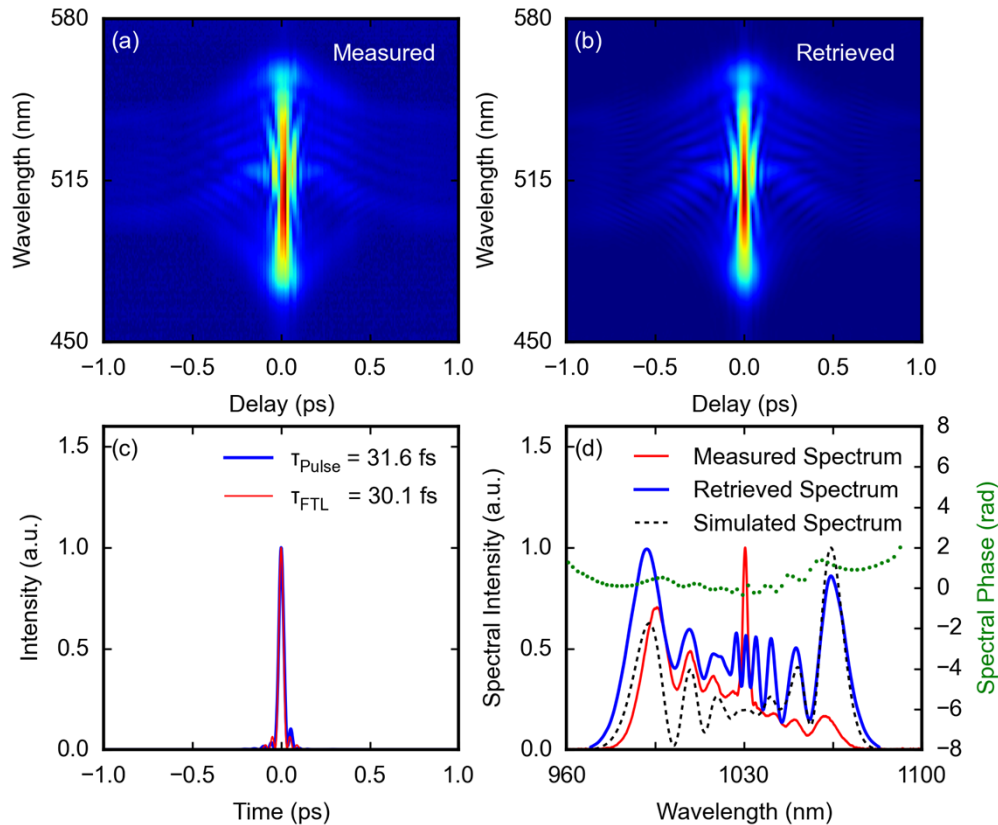 580
(a)
Measured
Wavelength (nm)
515
450
−1.0 −0.5 0.0 0.5 1.0
Delay (ps)
580
(b)
Retrieved
Wavelength (nm)
515
450
−1.0 −0.5 0.0 0.5 1.0
Delay (ps)
1.5
(c)
τPulse = 31.6 fs
τFTL = 30.1 fs
Intensity (a.u.)
1.0
0.5
0.0
−1.0 −0.5 0.0 0.5 1.0
Time (ps)
1.5
(d)
Measured Spectrum
Retrieved Spectrum
Simulated Spectrum
Spectral Intensity (a.u.)
1.0
0.5
0.0
960 1030 1100
Wavelength (nm)
8
6
4
2
0
−2
−4
−6
−8
Spectral Phase (rad)